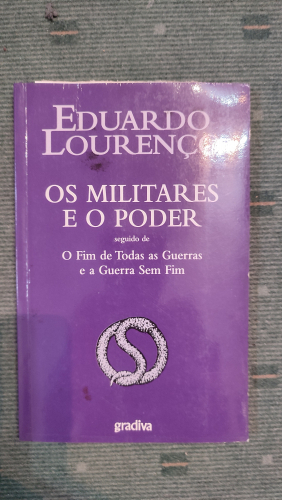 EDUARDO
LOURENÇO
OS MILITARES
E O PODER
seguido de
O Fim de Todas as Guerras
e a Guerra Sem Fim
gradiva